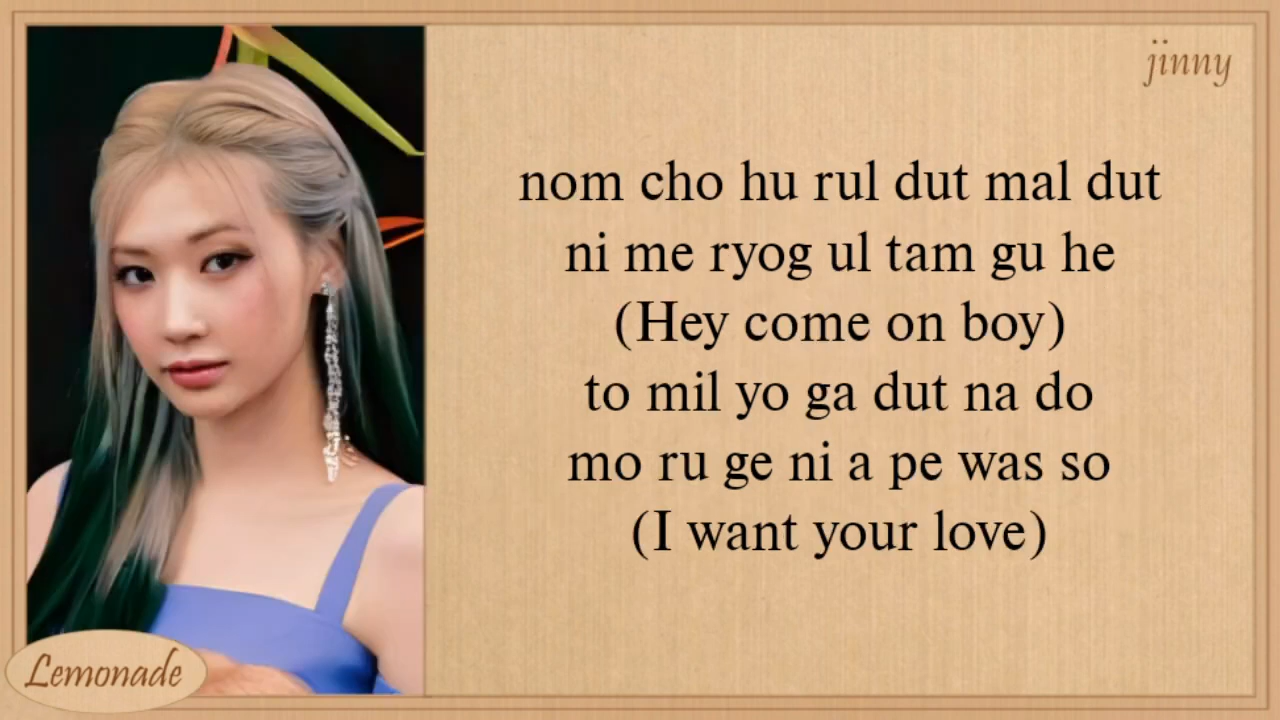 jinny
nom cho hu rul dut mal dut
ni me ryog ul tam gu he
(Hey come on boy)
to mil yo ga dut na do
mo ru ge ni a pe was so
(I want your love)
Lemonade